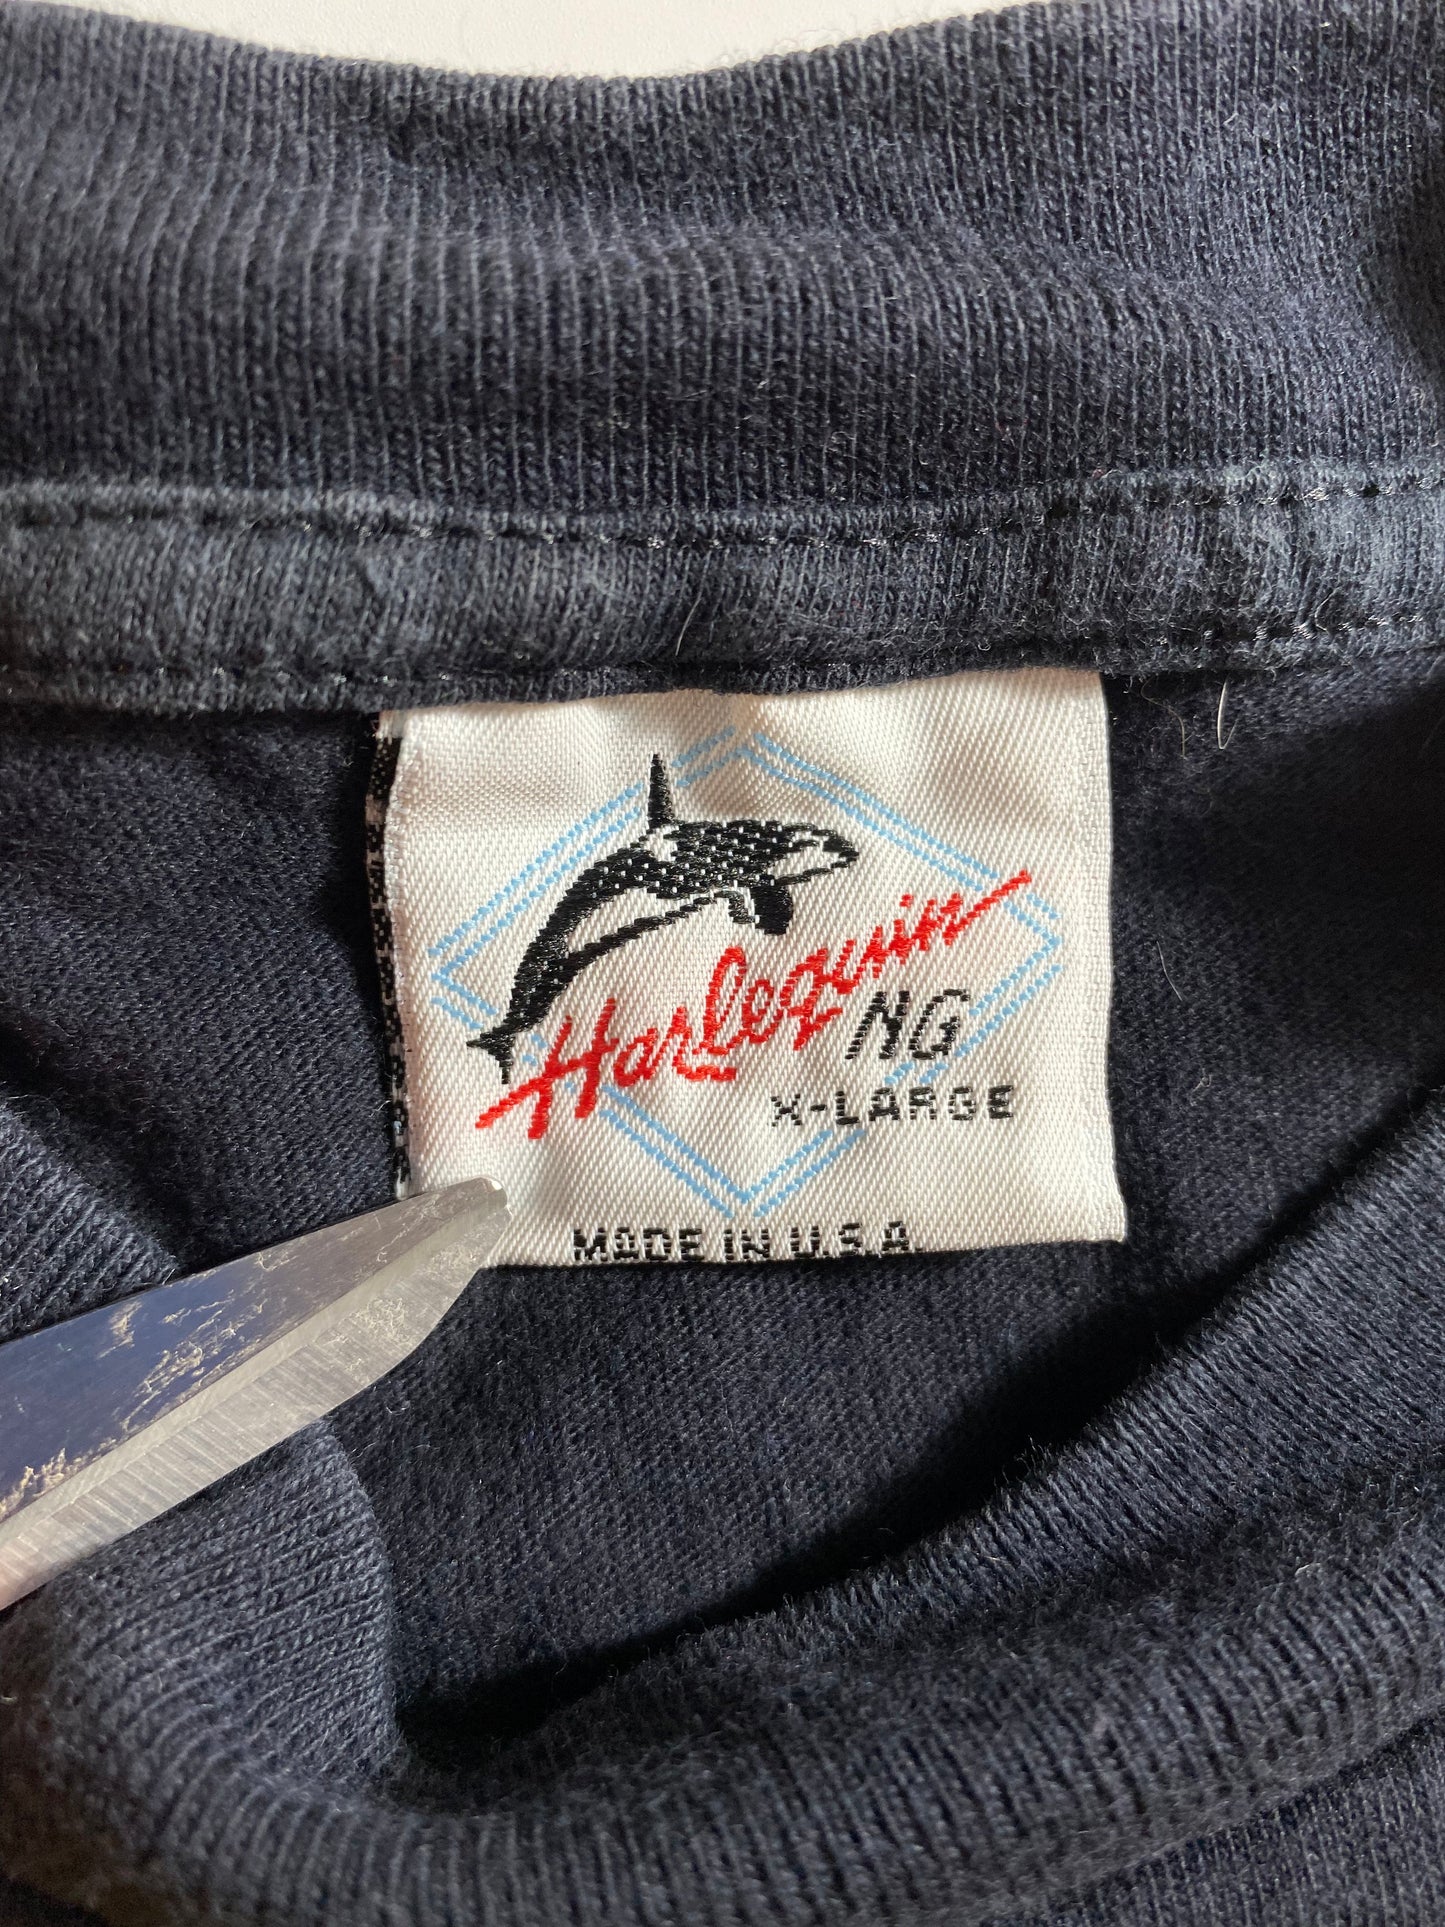 Harlequin
NG
X-LARGE
MADE IN U.S.A.